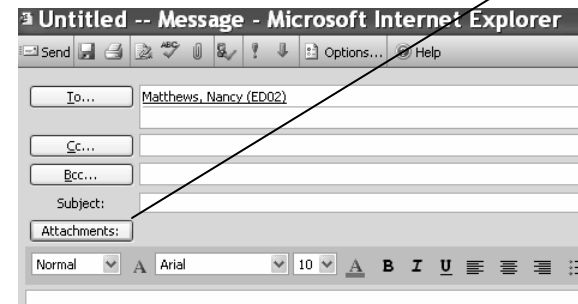 Untitled -- Message - Microsoft Internet Explorer
Send ABC Options... Help
To... Matthews, Nancy (ED02)
Cc...
Bcc...
Subject:
Attachments:
Normal A Arial 10 A B I U